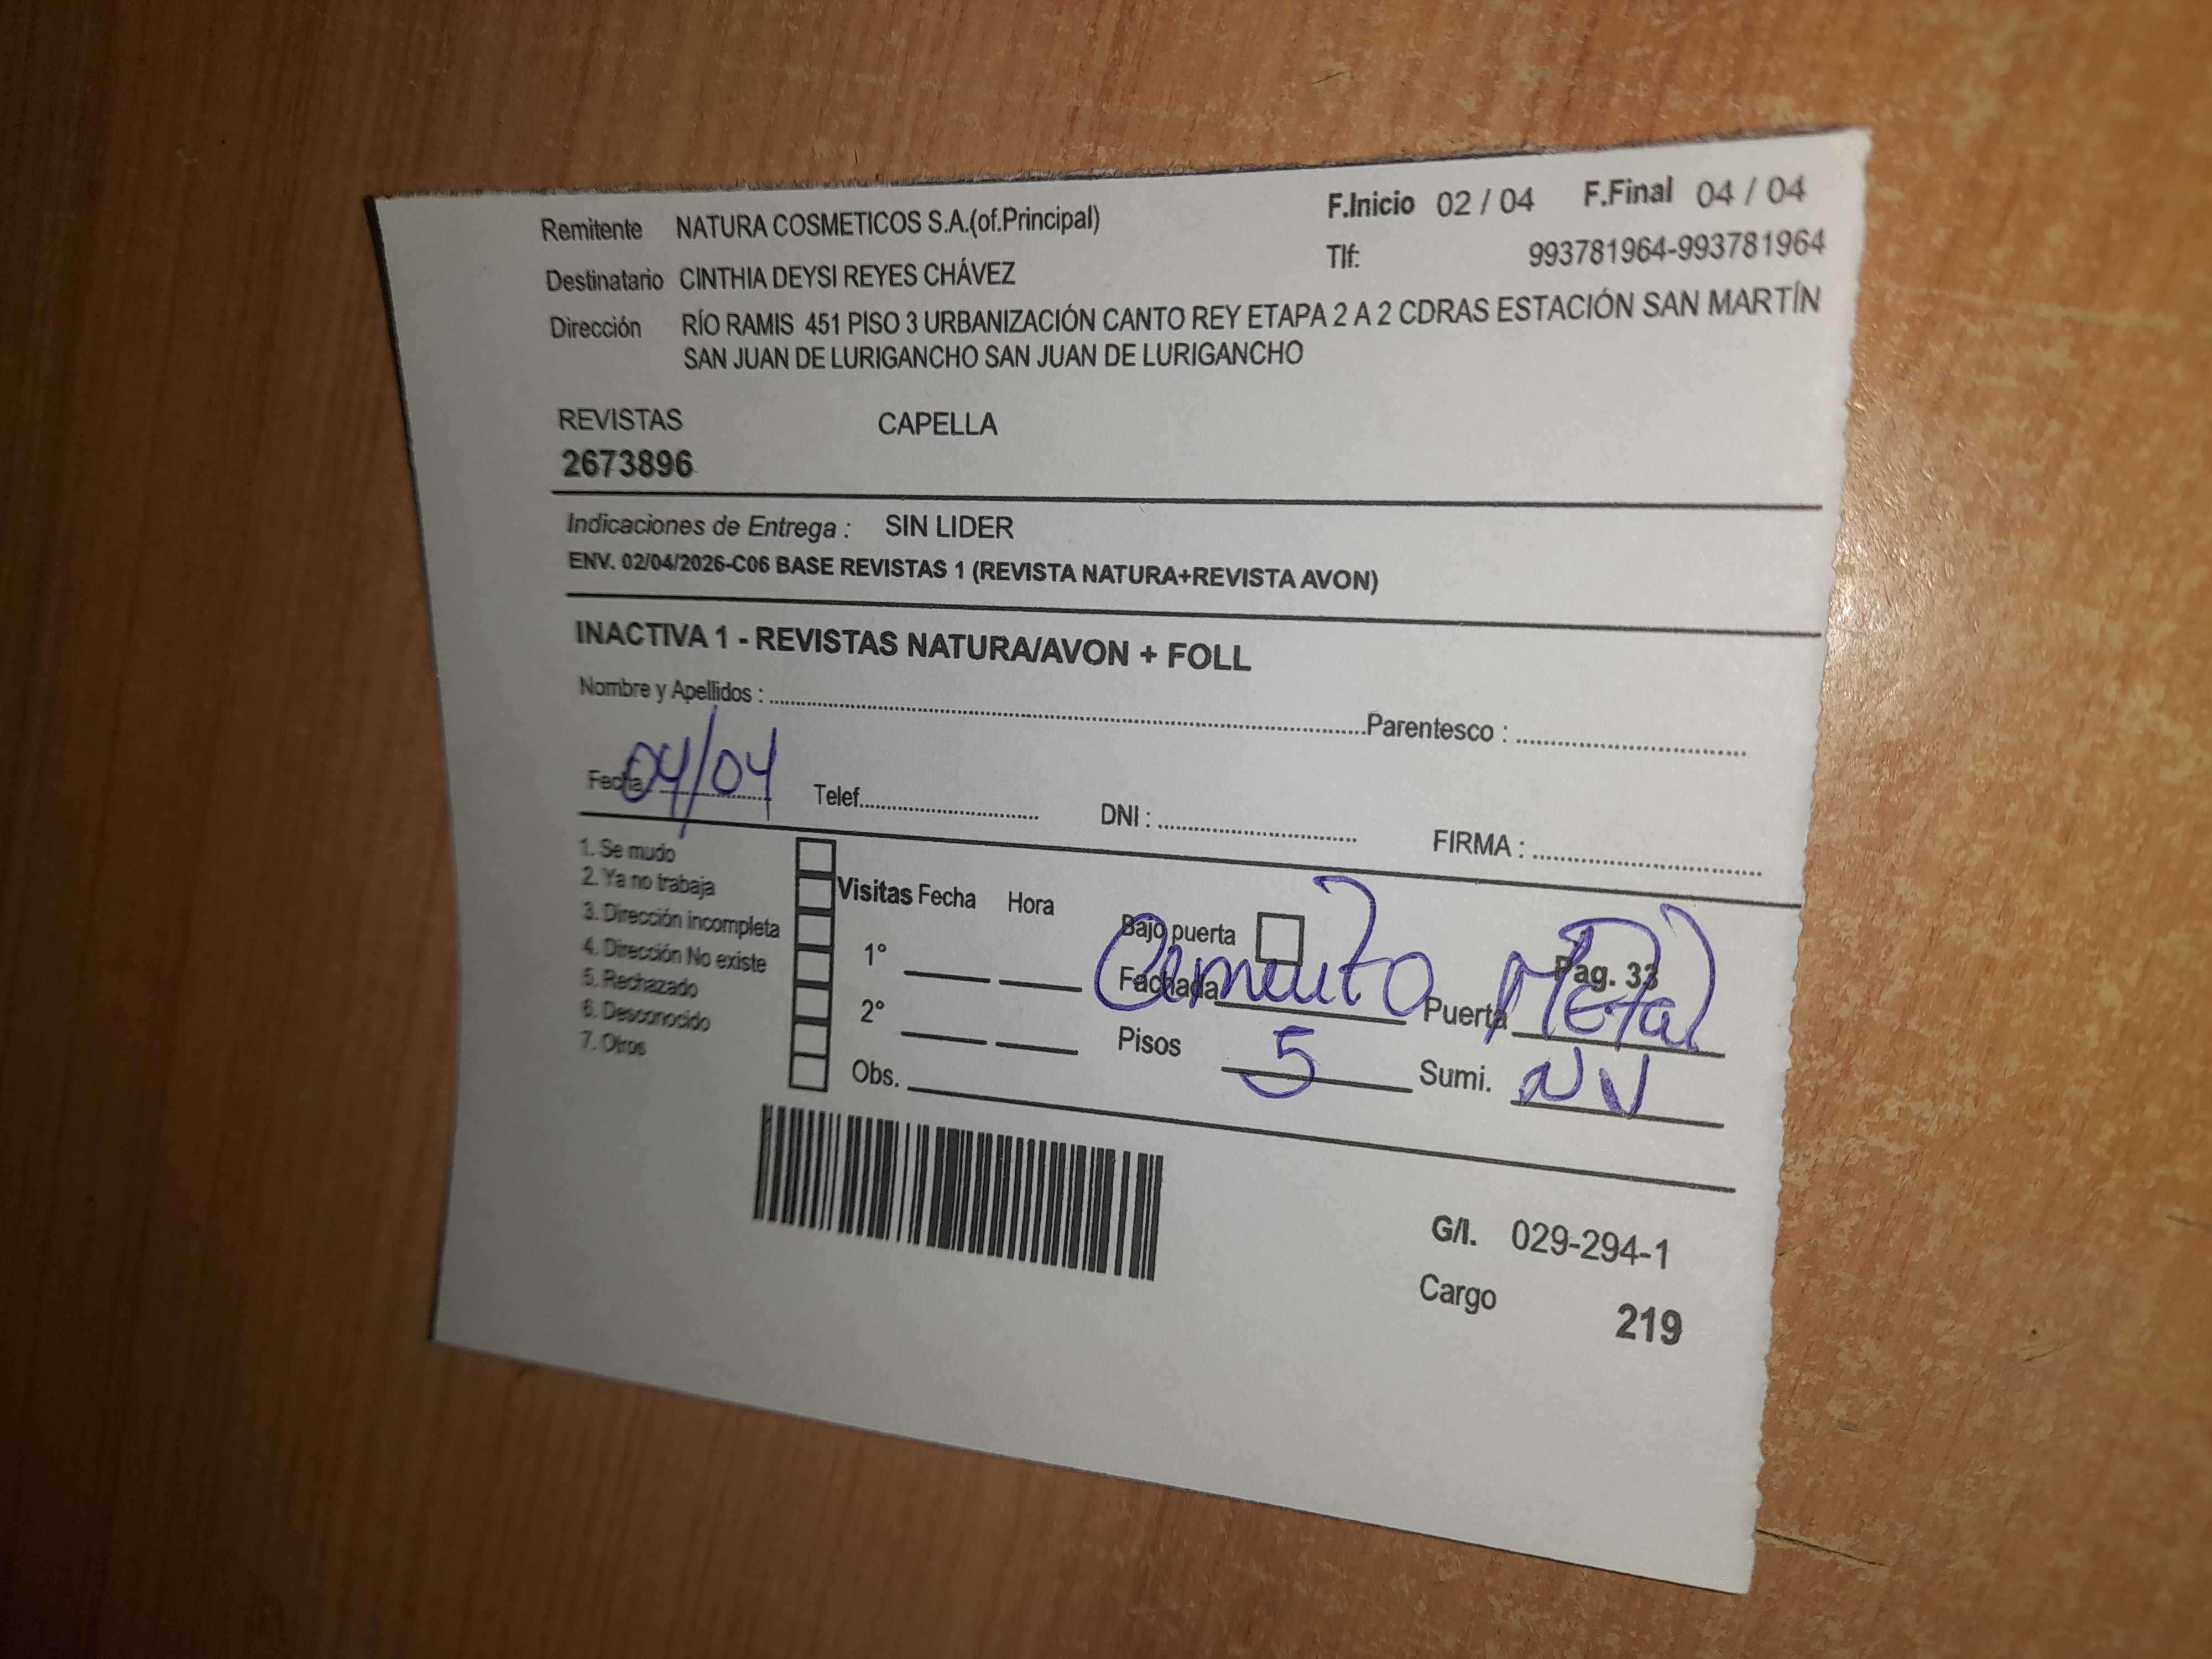 Remitente NATURA COSMETICOS S.A.(of.Principal) F.Inicio 02 / 04 F.Final 04 / 04
Destinatario CINTHIA DEYSI REYES CHÁVEZ Tlf: 993781964-993781964
Dirección RÍO RAMIS 451 PISO 3 URBANIZACIÓN CANTO REY ETAPA 2 A 2 CDRAS ESTACIÓN SAN MARTÍN
SAN JUAN DE LURIGANCHO SAN JUAN DE LURIGANCHO
REVISTAS CAPELLA
2673896
Indicaciones de Entrega : SIN LIDER
ENV. 02/04/2026-C06 BASE REVISTAS 1 (REVISTA NATURA+REVISTA AVON)
INACTIVA 1 - REVISTAS NATURA/AVON + FOLL
Nombre y Apellidos : Parentesco :
Fecha 04/04 Telef. DNI : FIRMA :
1. Se mudo
2. Ya no trabaja
3. Dirección incompleta
4. Dirección No existe
5. Rechazado
6. Desconocido
7. Otros
Visitas Fecha Hora
1°
2°
Obs.
Bajo puerta Pag. 33
Fachada Cemento Puerta Metal
Pisos 5 Sumi. NV
G/I. 029-294-1
Cargo 219